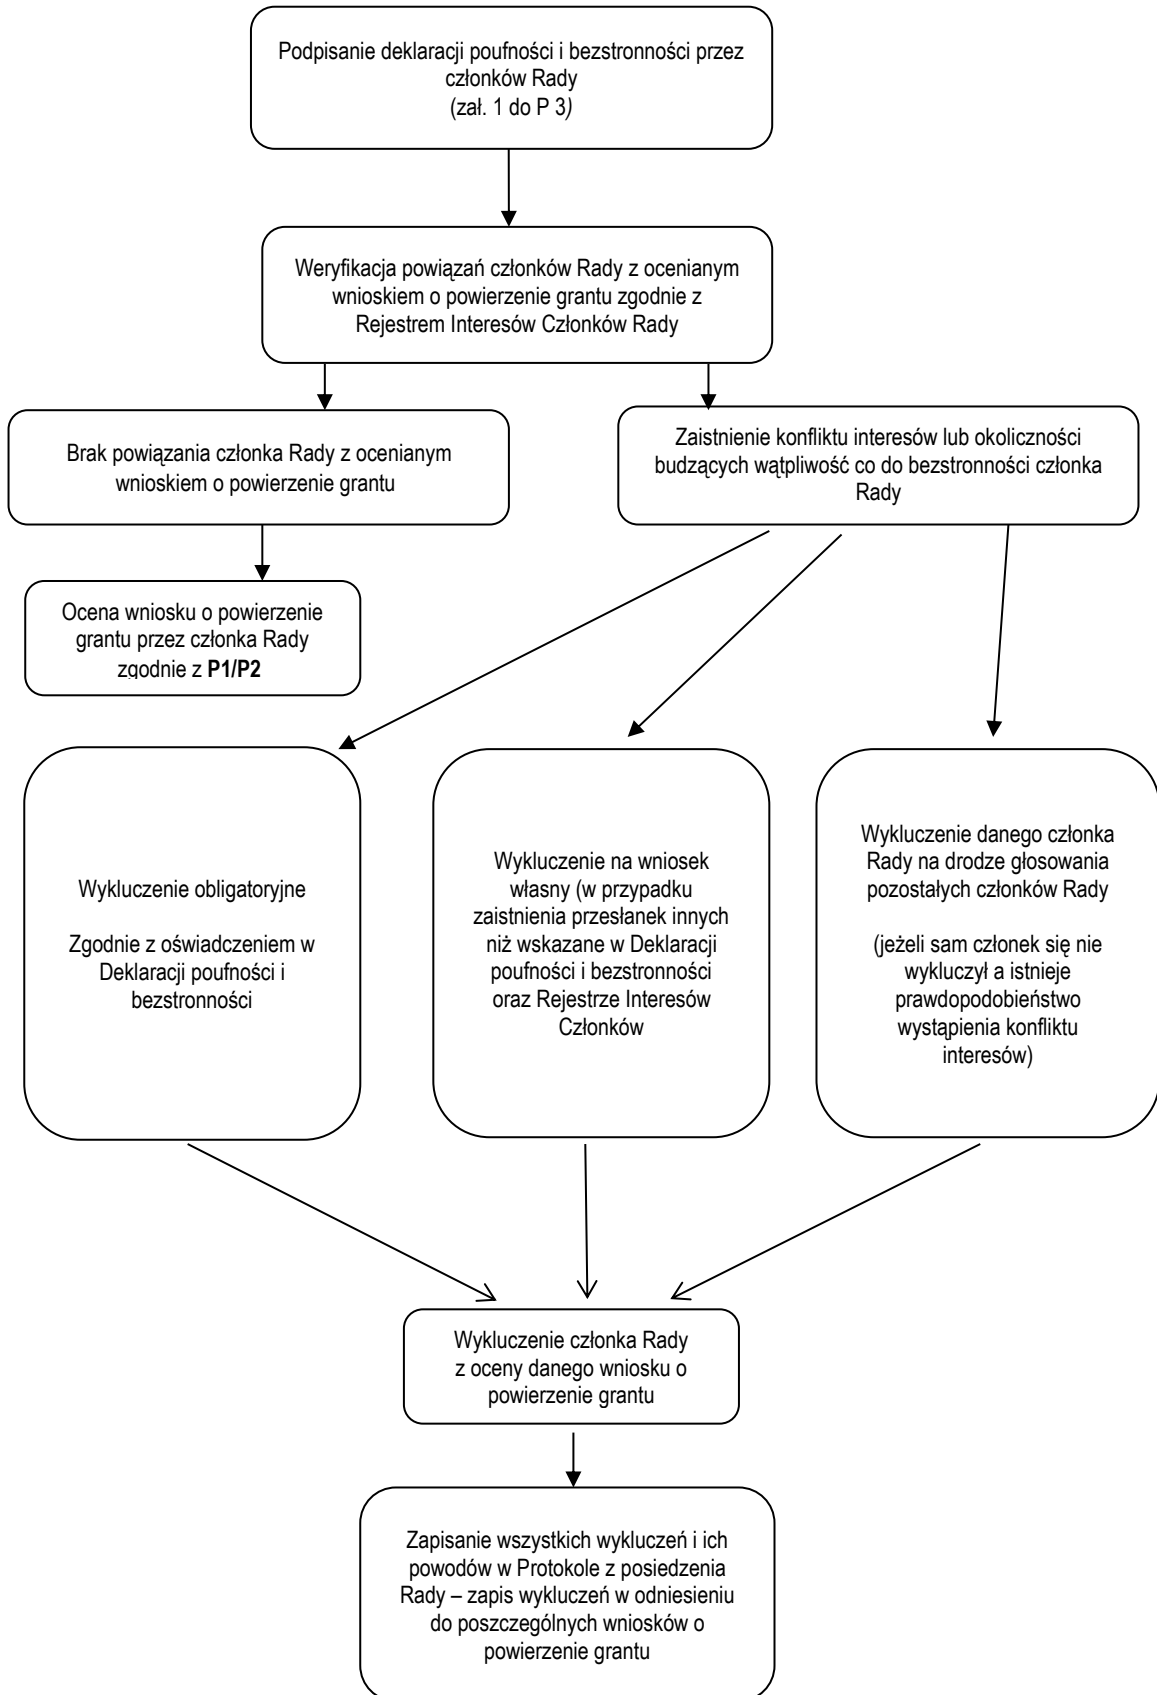 Podpisanie deklaracji poufności i bezstronności przez
członków Rady
(zał. 1 do P 3)
Weryfikacja powiązań członków Rady z ocenianym
wnioskiem o powierzenie grantu zgodnie z
Rejestrem Interesów Członków Rady
Brak powiązania członka Rady z ocenianym
wnioskiem o powierzenie grantu
Zaistnienie konfliktu interesów lub okoliczności
budzących wątpliwość co do bezstronności członka
Rady
Ocena wniosku o powierzenie
grantu przez członka Rady
zgodnie z P1/P2
Wykluczenie obligatoryjne
Zgodnie z oświadczeniem w
Deklaracji poufności i
bezstronności
Wykluczenie na wniosek
własny (w przypadku
zaistnienia przesłanek innych
niż wskazane w Deklaracji
poufności i bezstronności
oraz Rejestrze Interesów
Członków
Wykluczenie danego członka
Rady na drodze głosowania
pozostałych członków Rady
(jeżeli sam członek się nie
wykluczył a istnieje
prawdopodobieństwo
wystąpienia konfliktu
interesów)
Wykluczenie członka Rady
z oceny danego wniosku o
powierzenie grantu
Zapisanie wszystkich wykluczeń i ich
powodów w Protokole z posiedzenia
Rady – zapis wykluczeń w odniesieniu
do poszczególnych wniosków o
powierzenie grantu